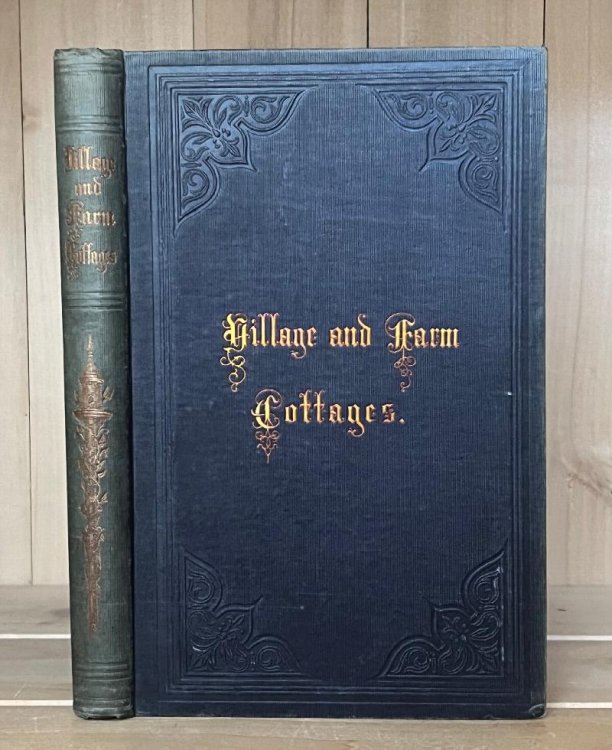 Village
and
Farm
Cottages
Village and Farm
Cottages.